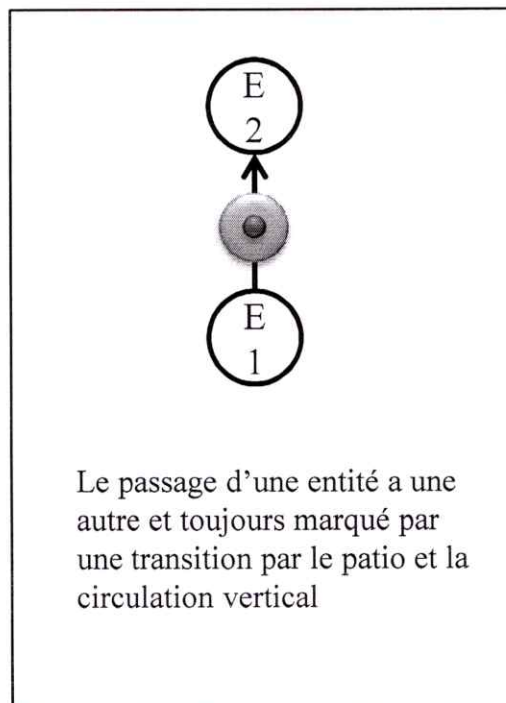 E
2
E
1
Le passage d’une entité a une
autre et toujours marqué par
une transition par le patio et la
circulation vertical